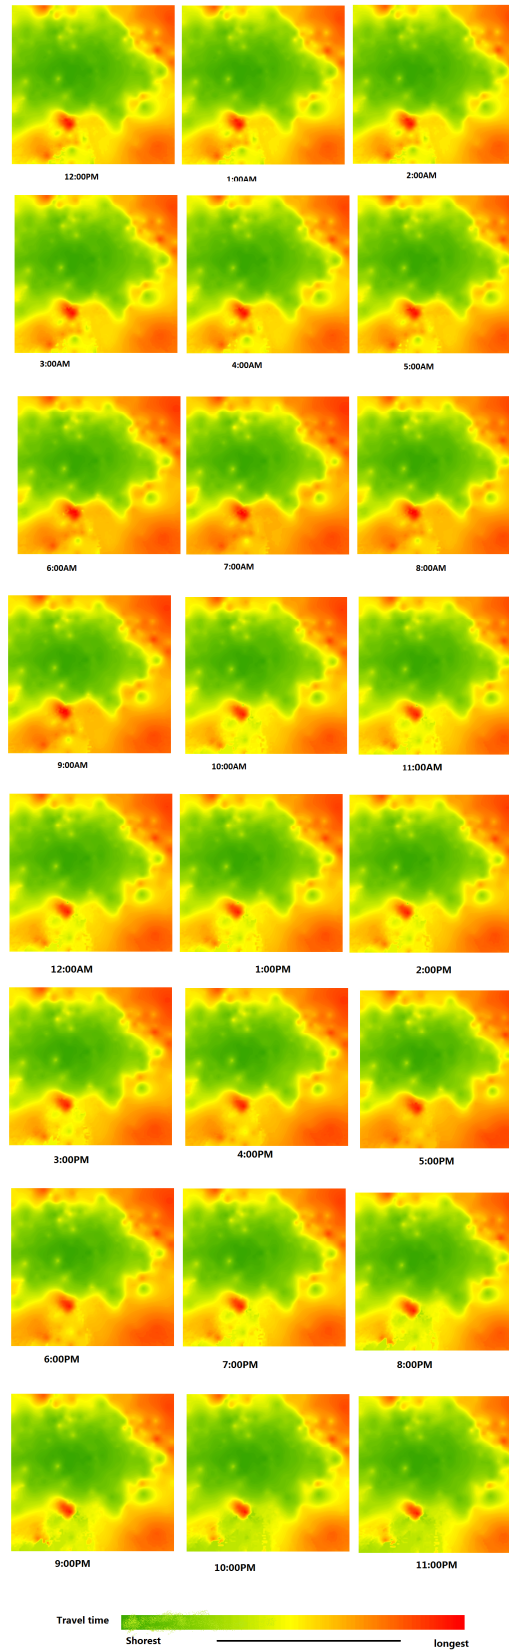 12:00PM
1:00AM
2:00AM
3:00AM
4:00AM
5:00AM
6:00AM
7:00AM
8:00AM
9:00AM
10:00AM
11:00AM
12:00AM
1:00PM
2:00PM
3:00PM
4:00PM
5:00PM
6:00PM
7:00PM
8:00PM
9:00PM
10:00PM
11:00PM
Travel time
Shorest longest